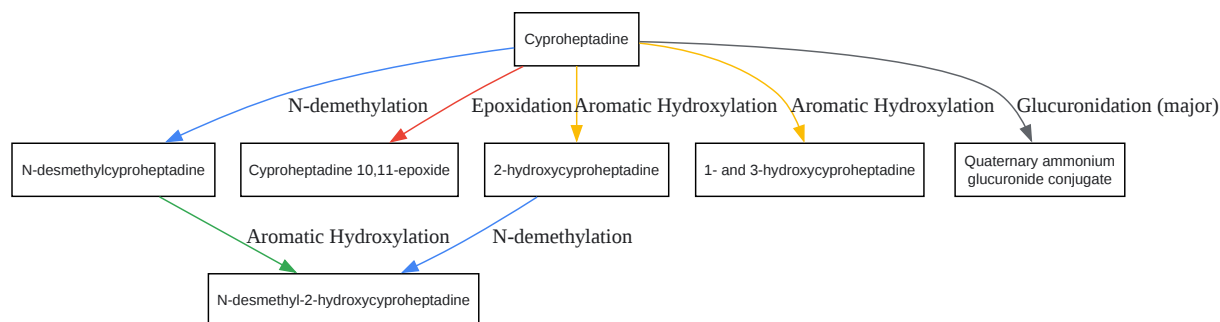 Cyproheptadine
N-demethylation
Epoxidation
Aromatic Hydroxylation
Aromatic Hydroxylation
Glucuronidation (major)
N-desmethylcyproheptadine
Cyproheptadine 10,11-epoxide
2-hydroxycyproheptadine
1- and 3-hydroxycyproheptadine
Quaternary ammonium
glucuronide conjugate
Aromatic Hydroxylation
N-demethylation
N-desmethyl-2-hydroxycyproheptadine